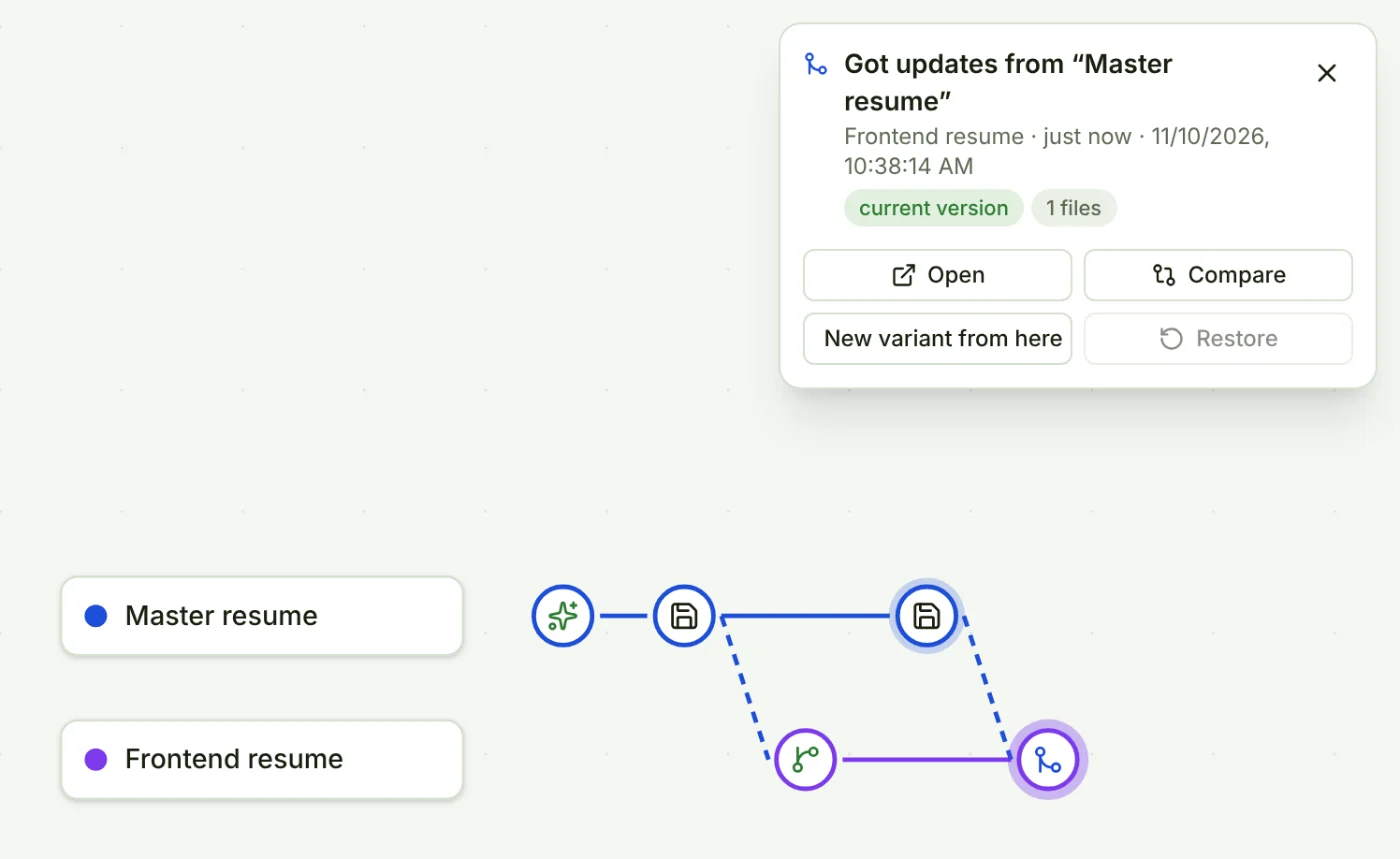 Got updates from “Master
resume”
Frontend resume · just now · 11/10/2026,
10:38:14 AM
current version
1 files
Open
Compare
New variant from here
Restore
Master resume
Frontend resume